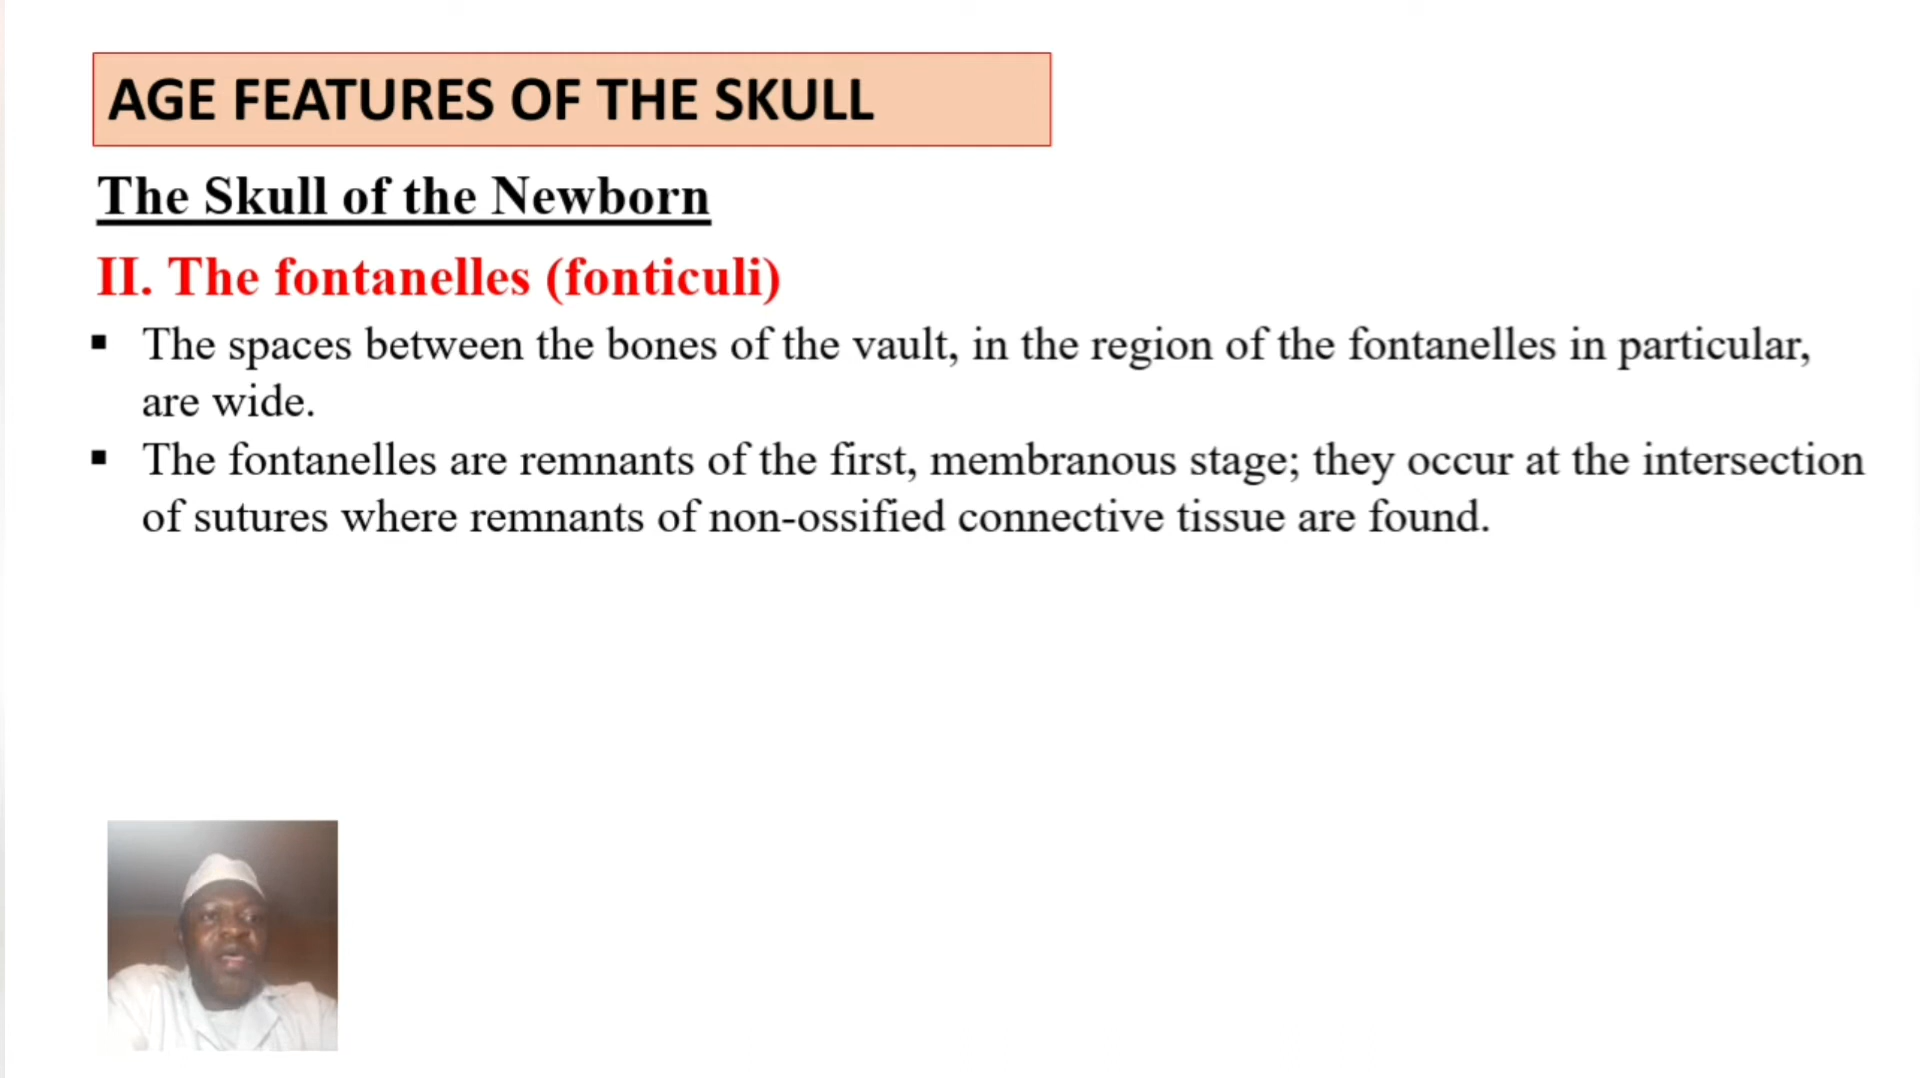 AGE FEATURES OF THE SKULL
The Skull of the Newborn
II. The fontanelles (fonticuli)
▪ The spaces between the bones of the vault, in the region of the fontanelles in particular,
are wide.
▪ The fontanelles are remnants of the first, membranous stage; they occur at the intersection
of sutures where remnants of non-ossified connective tissue are found.